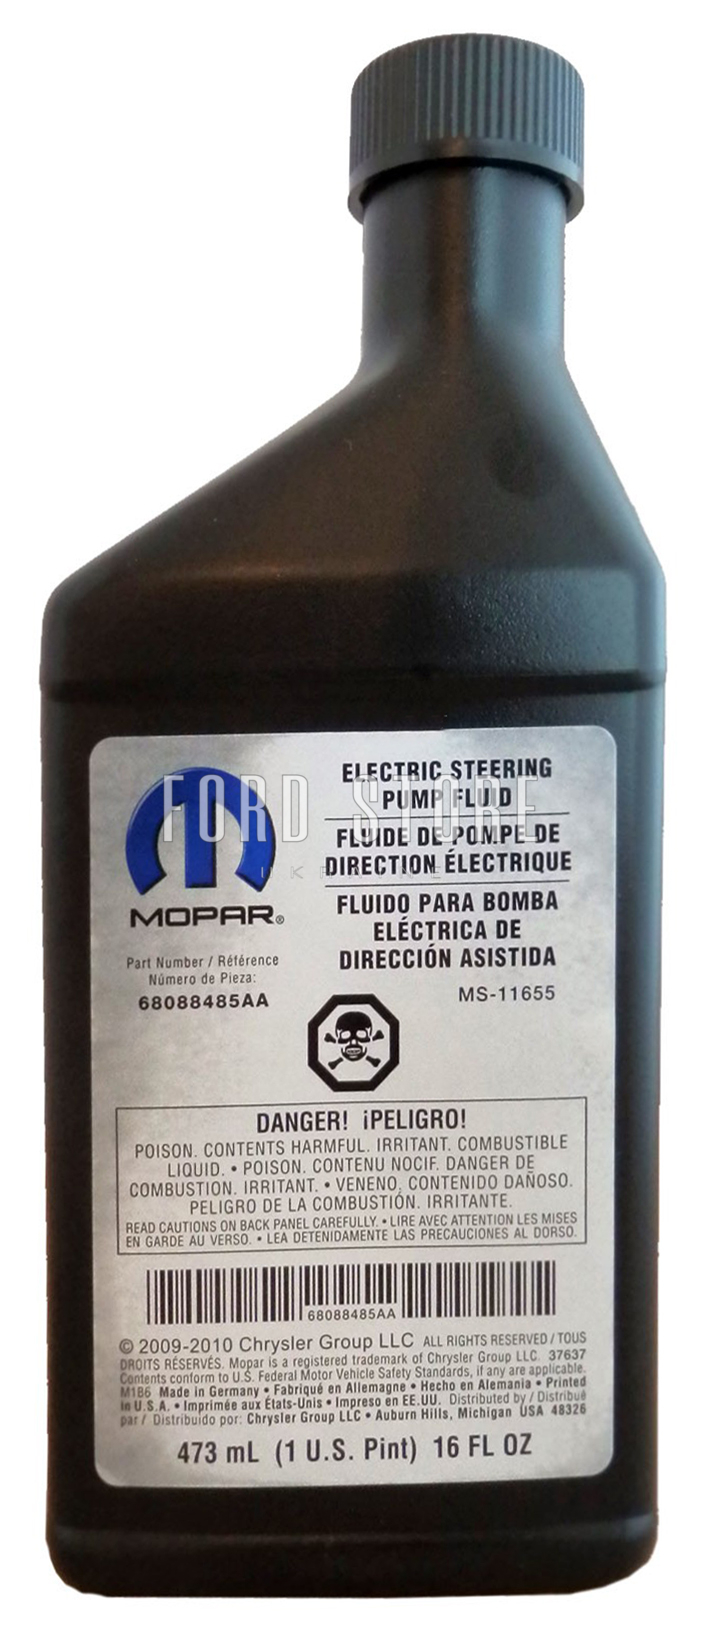 ELECTRIC STEERING
PUMP FLUID
FLUIDE DE POMPE DE
DIRECTION ÉLECTRIQUE
FLUIDO PARA BOMBA
ELÉCTRICA DE
DIRECCIÓN ASISTIDA
MS-11655
FORD STORE
UKRAINE
MOPAR®
Part Number / Référence
Número de Pieza:
68088485AA
DANGER! ¡PELIGRO!
POISON. CONTENTS HARMFUL. IRRITANT. COMBUSTIBLE
LIQUID. • POISON. CONTENU NOCIF. DANGER DE
COMBUSTION. IRRITANT. • VENENO. CONTENIDO DAÑOSO.
PELIGRO DE LA COMBUSTIÓN. IRRITANTE.
READ CAUTIONS ON BACK PANEL CAREFULLY. • LIRE AVEC ATTENTION LES MISES
EN GARDE AU VERSO. • LEA DETENIDAMENTE LAS PRECAUCIONES AL DORSO.
68088485AA
© 2009-2010 Chrysler Group LLC ALL RIGHTS RESERVED / TOUS
DROITS RÉSERVÉS. Mopar is a registered trademark of Chrysler Group LLC. 37637
Contents conform to U.S. Federal Motor Vehicle Safety Standards, if any are applicable.
M1B6 Made in Germany • Fabriqué en Allemagne • Hecho en Alemania • Printed
in U.S.A. • Imprimée aux États-Unis • Impreso en EE.UU. Distributed by / Distribué
par / Distribuido por: Chrysler Group LLC • Auburn Hills, Michigan USA 48326
473 mL (1 U.S. Pint) 16 FL OZ